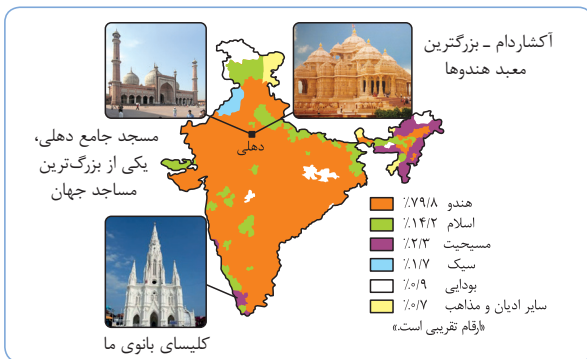 آکشاردام ـ بزرگترین
معبد هندوها
مسجد جامع دهلی،
یکی از بزرگ‌ترین
مساجد جهان
دهلی
هندو ٪۷۹/۸
اسلام ٪۱۴/۲
مسیحیت ٪۲/۳
سیک ٪۱/۷
بودایی ٪۰/۹
سایر ادیان و مذاهب ٪۰/۷
«ارقام تقریبی است.»
کلیسای بانوی ما